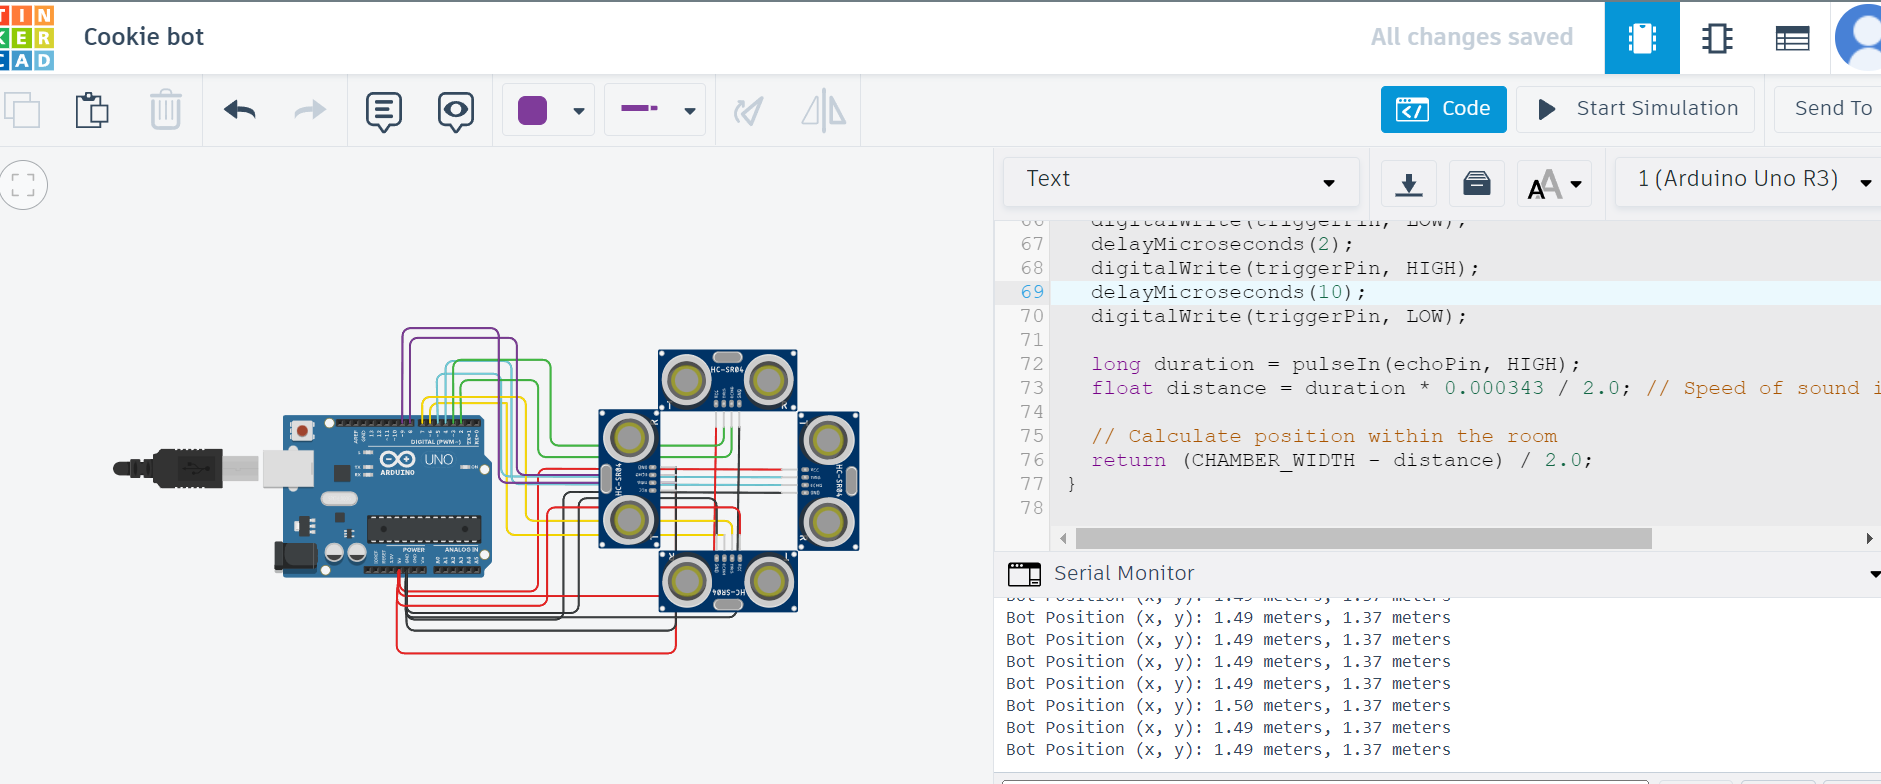 TIN
KER
CAD
Cookie bot
All changes saved
Code
Start Simulation
Send To
Text
1 (Arduino Uno R3)
66 digitalWrite(triggerPin, LOW);
67 delayMicroseconds(2);
68 digitalWrite(triggerPin, HIGH);
69 delayMicroseconds(10);
70 digitalWrite(triggerPin, LOW);
71
72 long duration = pulseIn(echoPin, HIGH);
73 float distance = duration * 0.000343 / 2.0; // Speed of sound i
74
75 // Calculate position within the room
76 return (CHAMBER_WIDTH - distance) / 2.0;
77 }
78
Serial Monitor
Bot Position (x, y): 1.49 meters, 1.37 meters
Bot Position (x, y): 1.49 meters, 1.37 meters
Bot Position (x, y): 1.49 meters, 1.37 meters
Bot Position (x, y): 1.49 meters, 1.37 meters
Bot Position (x, y): 1.49 meters, 1.37 meters
Bot Position (x, y): 1.50 meters, 1.37 meters
Bot Position (x, y): 1.49 meters, 1.37 meters
Bot Position (x, y): 1.49 meters, 1.37 meters
HC-SR04
HC-SR04
HC-SR04
HC-SR04
DIGITAL (PWM~)
UNO
ARDUINO
POWER
ANALOG IN